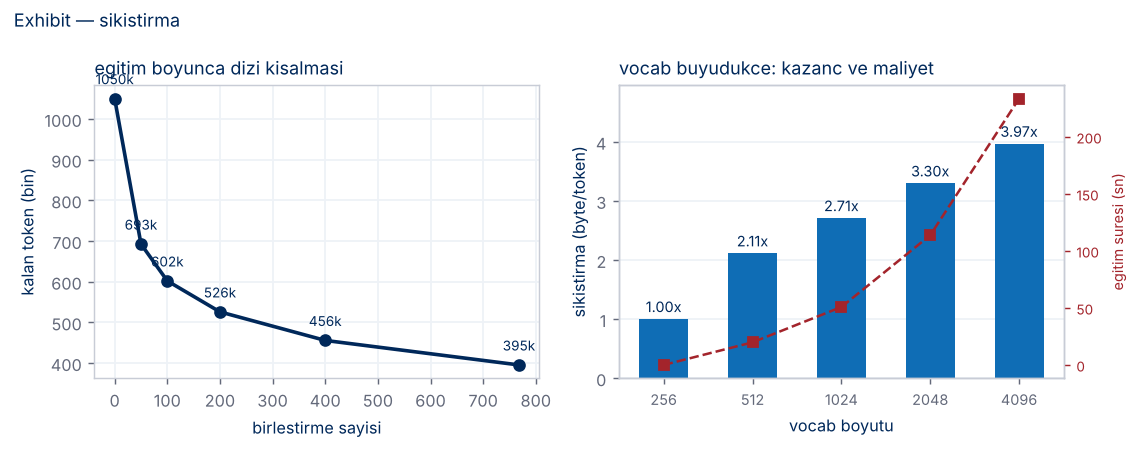 Exhibit — sikistirma
egitim boyunca dizi kisalmasi
1050k
693k
602k
526k
456k
395k
1000
900
800
700
600
500
400
kalan token (bin)
0 100 200 300 400 500 600 700 800
birlestirme sayisi
vocab buyudukce: kazanc ve maliyet
1.00x
2.11x
2.71x
3.30x
3.97x
4
3
2
1
0
sikistirma (byte/token)
200
150
100
50
0
egitim suresi (sn)
256 512 1024 2048 4096
vocab boyutu